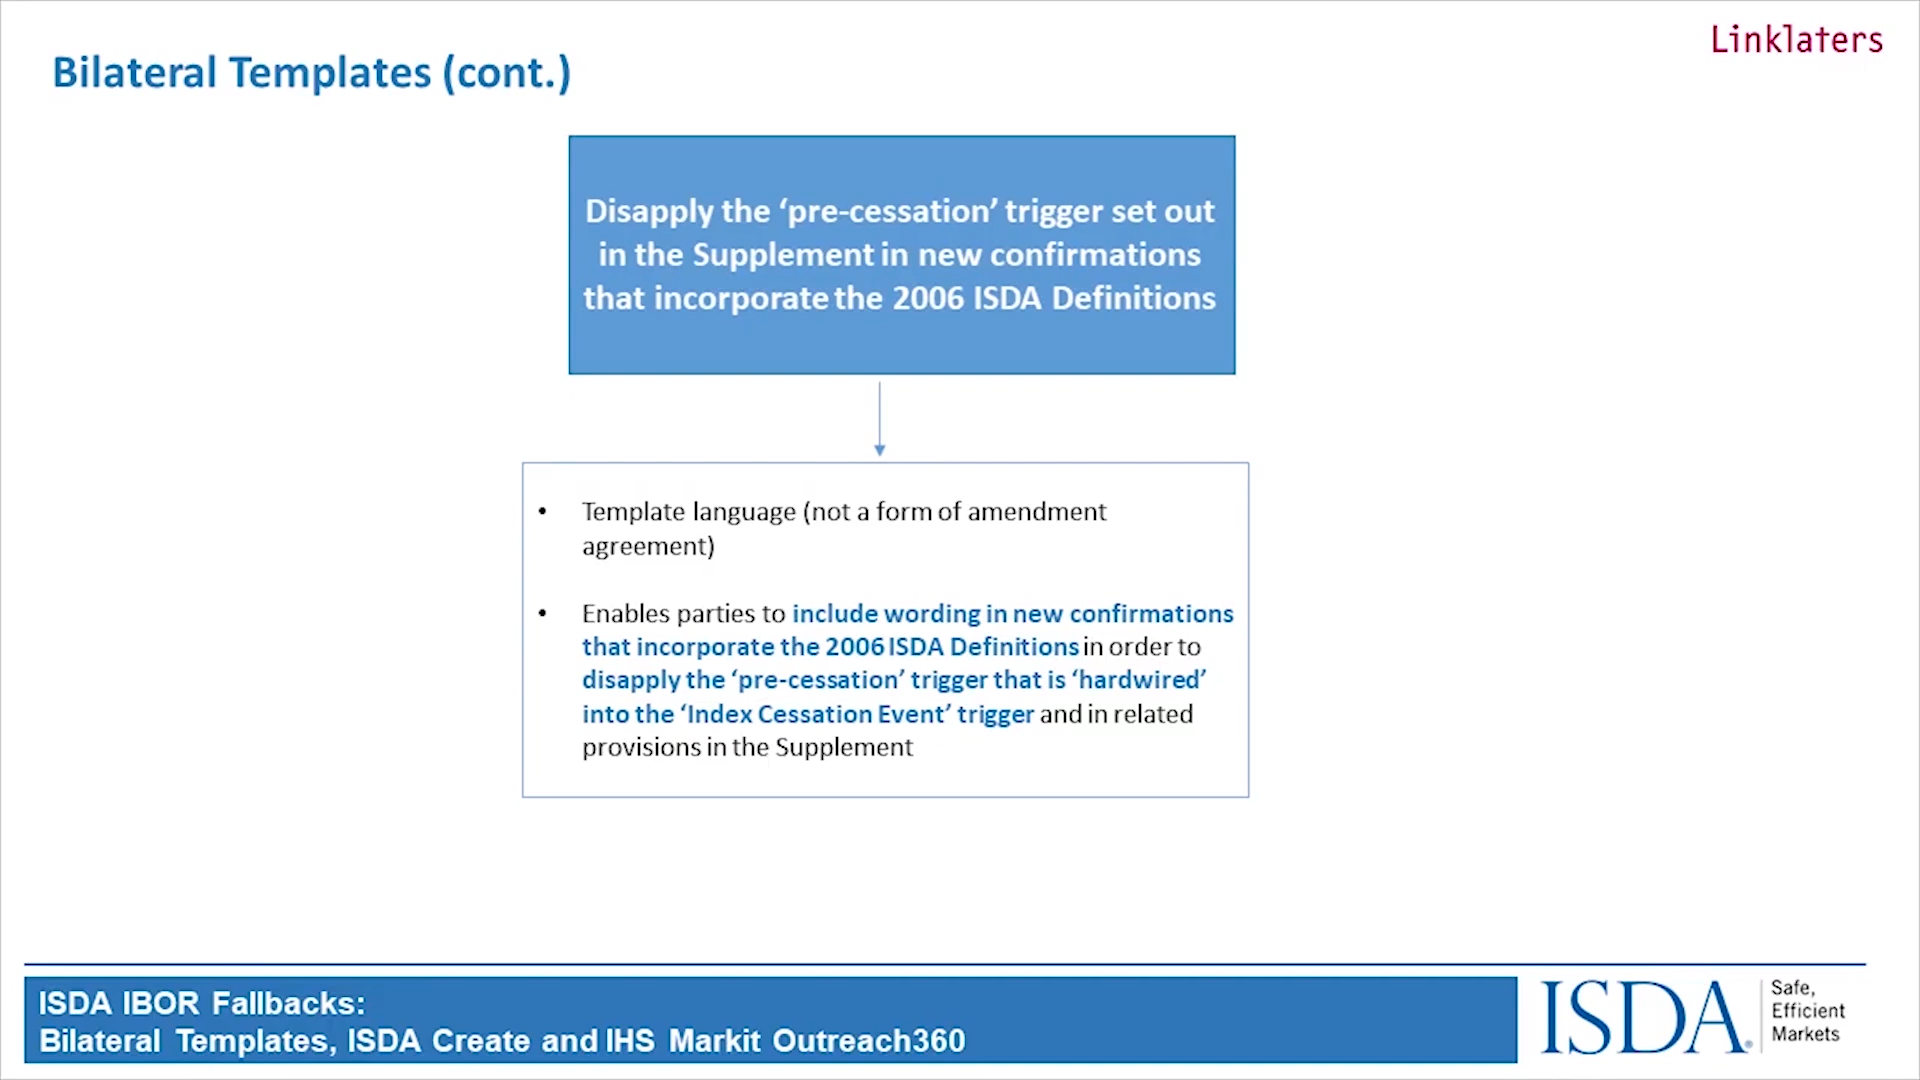 Linklaters
Bilateral Templates (cont.)
Disapply the ‘pre-cessation’ trigger set out
in the Supplement in new confirmations
that incorporate the 2006 ISDA Definitions
• Template language (not a form of amendment
agreement)
• Enables parties to include wording in new confirmations
that incorporate the 2006 ISDA Definitions in order to
disapply the ‘pre-cessation’ trigger that is ‘hardwired’
into the ‘Index Cessation Event’ trigger and in related
provisions in the Supplement
ISDA IBOR Fallbacks:
Bilateral Templates, ISDA Create and IHS Markit Outreach360
ISDA®
Safe,
Efficient
Markets